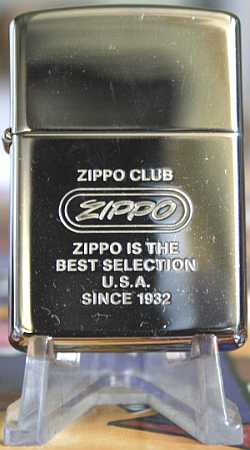 ZIPPO CLUB
ZIPPO
ZIPPO IS THE
BEST SELECTION
U.S.A.
SINCE 1932